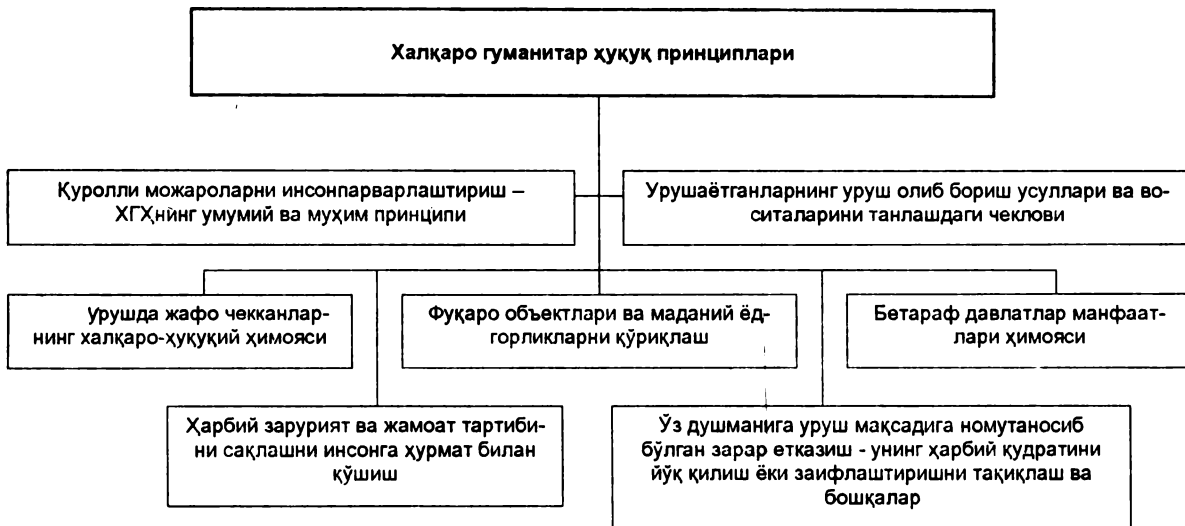 Халқаро гуманитар ҳуқуқ принциплари
Қуролли можароларни инсонпарварлаштириш –
ХГҲнинг умумий ва муҳим принципи
Урушаётганларнинг уруш олиб бориш усуллари ва во-
ситаларини танлашдаги чеклови
Урушда жафо чекканлар-
нинг халқаро-ҳуқуқий ҳимояси
Фуқаро объектлари ва маданий ёд-
горликларни қўриқлаш
Бетараф давлатлар манфаат-
лари ҳимояси
Ҳарбий зарурият ва жамоат тартиби-
ни сақлашни инсонга ҳурмат билан
қўшиш
Ўз душманига уруш мақсадига номутаносиб
бўлган зарар етказиш - унинг ҳарбий қудратини
йўқ қилиш ёки заифлаштиришни тақиқлаш ва
бошқалар